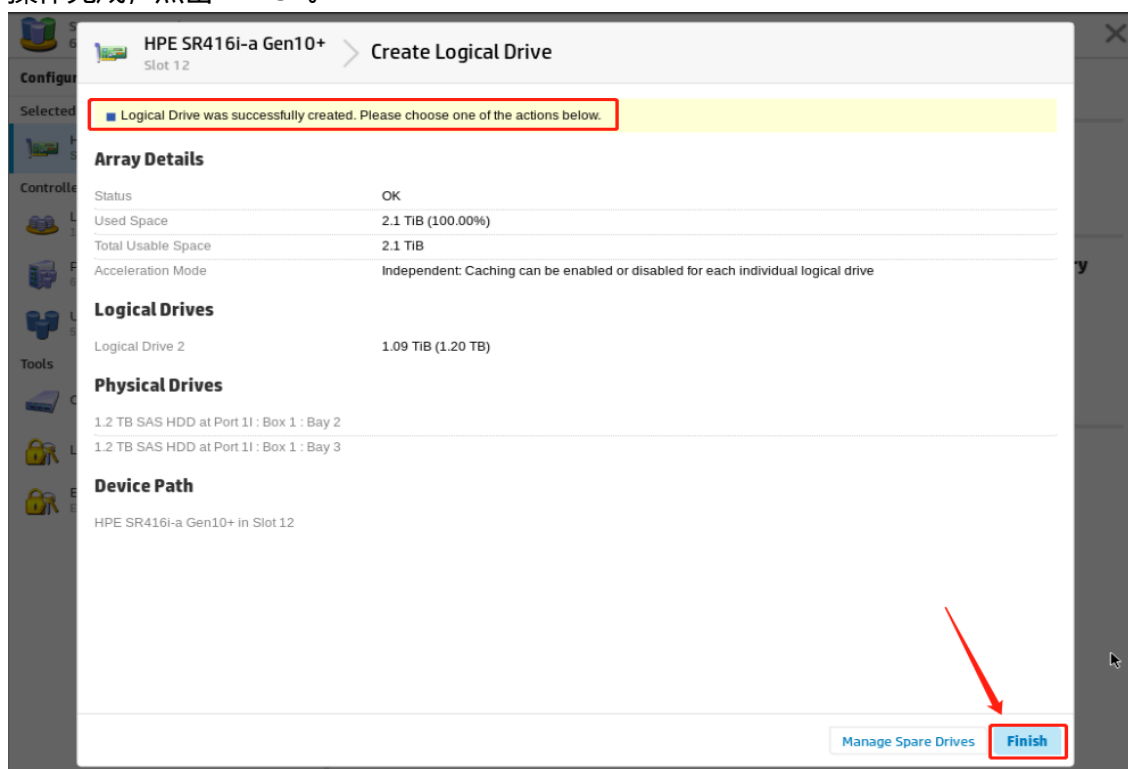 HPE SR416i-a Gen10+
Slot 12
Create Logical Drive
Configur
Selected
Logical Drive was successfully created. Please choose one of the actions below.
Array Details
Controlle
Status OK
Used Space 2.1 TiB (100.00%)
Total Usable Space 2.1 TiB
Acceleration Mode Independent: Caching can be enabled or disabled for each individual logical drive
Logical Drives
Logical Drive 2 1.09 TiB (1.20 TB)
Tools
Physical Drives
1.2 TB SAS HDD at Port 1I : Box 1 : Bay 2
1.2 TB SAS HDD at Port 1I : Box 1 : Bay 3
Device Path
HPE SR416i-a Gen10+ in Slot 12
Manage Spare Drives
Finish